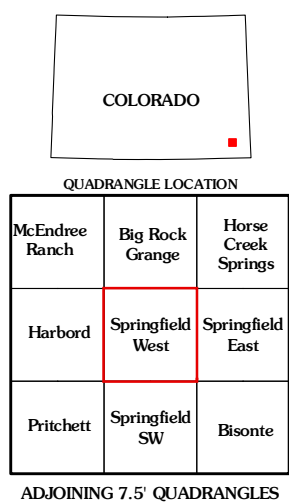 COLORADO
QUADRANGLE LOCATION
McEndree
Ranch
Big Rock
Grange
Horse
Creek
Springs
Harbord
Springfield
West
Springfield
East
Pritchett
Springfield
SW
Bisonte
ADJOINING 7.5' QUADRANGLES